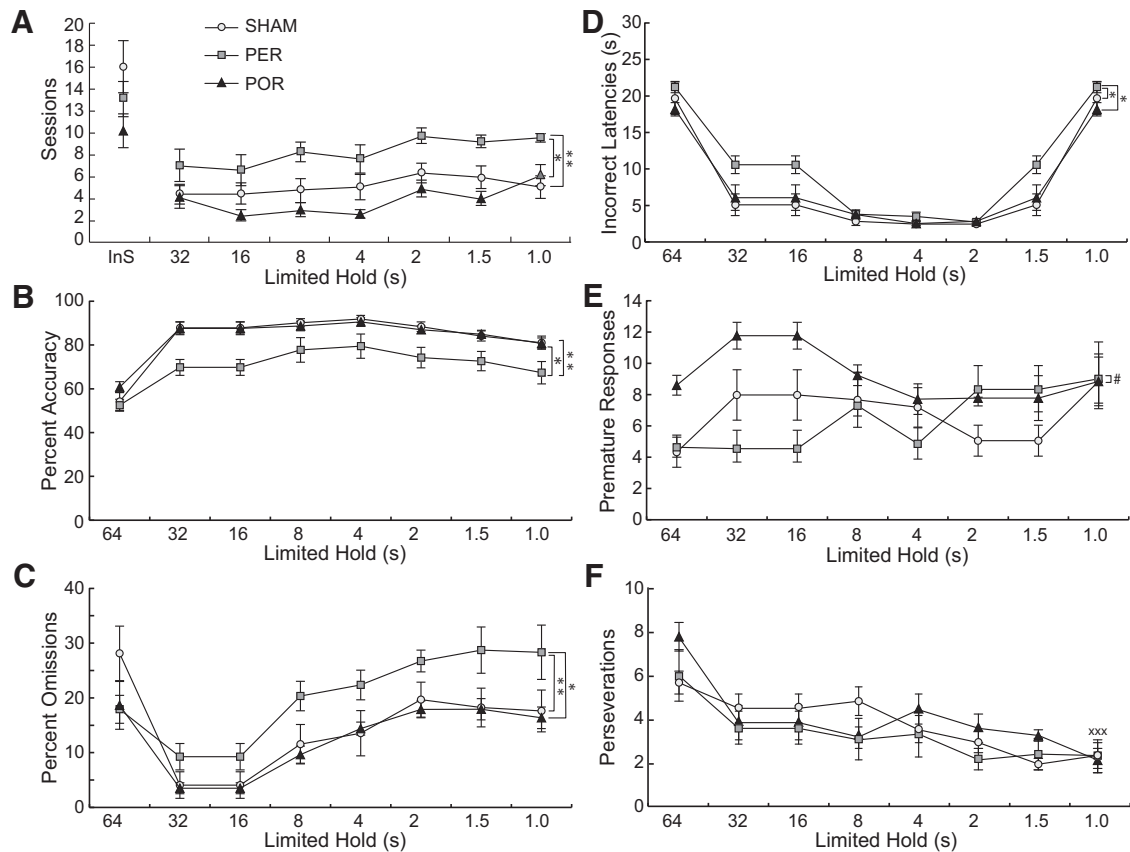 A
Sessions
20
18
16
14
12
10
8
6
4
2
0
SHAM
PER
POR
*
**
InS 32 16 8 4 2 1.5 1.0
Limited Hold (s)
B
Percent Accuracy
100
80
60
40
20
0
*
**
64 32 16 8 4 2 1.5 1.0
Limited Hold (s)
C
Percent Omissions
40
30
20
10
0
**
*
64 32 16 8 4 2 1.5 1.0
Limited Hold (s)
D
Incorrect Latencies (s)
30
25
20
15
10
5
0
*
*
64 32 16 8 4 2 1.5 1.0
Limited Hold (s)
E
Premature Responses
14
12
10
8
6
4
2
0
#
64 32 16 8 4 2 1.5 1.0
Limited Hold (s)
F
Perseverations
10
8
6
4
2
0
xxx
64 32 16 8 4 2 1.5 1.0
Limited Hold (s)